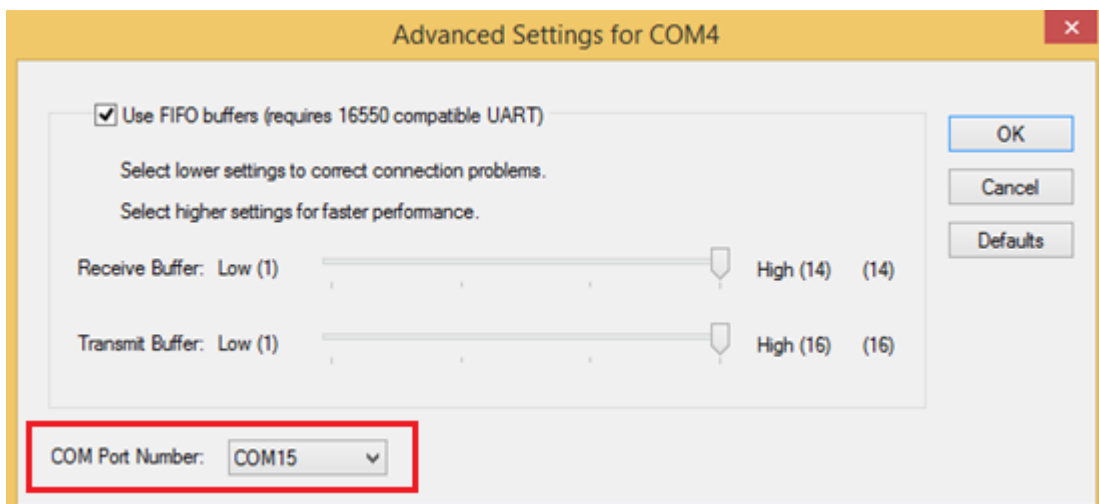 Advanced Settings for COM4
Use FIFO buffers (requires 16550 compatible UART)
OK
Select lower settings to correct connection problems.
Cancel
Select higher settings for faster performance.
Defaults
Receive Buffer: Low (1) High (14) (14)
Transmit Buffer: Low (1) High (16) (16)
COM Port Number: COM15